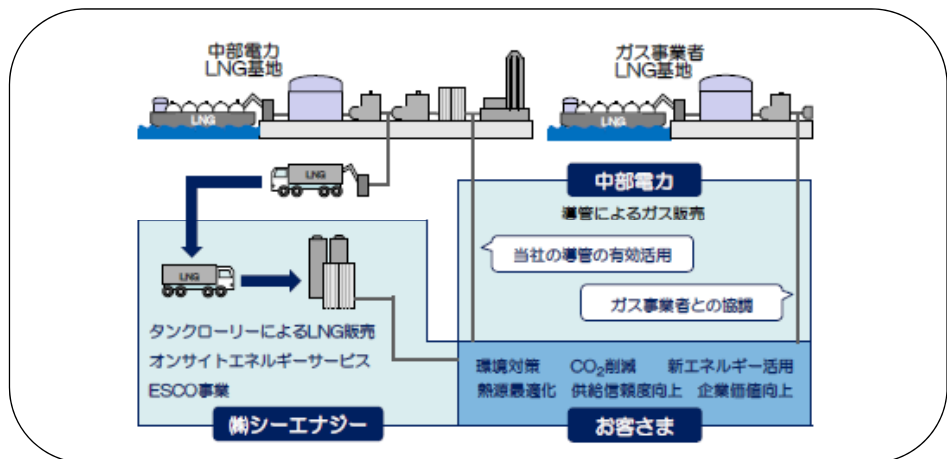 中部電力
LNG基地
ガス事業者
LNG基地
LNG
LNG
LNG
中部電力
導管によるガス販売
当社の導管の有効活用
LNG
ガス事業者との協調
タンクローリーによるLNG販売
オンサイトエネルギーサービス
ESCO事業
環境対策 CO₂削減 新エネルギー活用
熱源最適化 供給信頼度向上 企業価値向上
㈱シーエナジー
お客さま